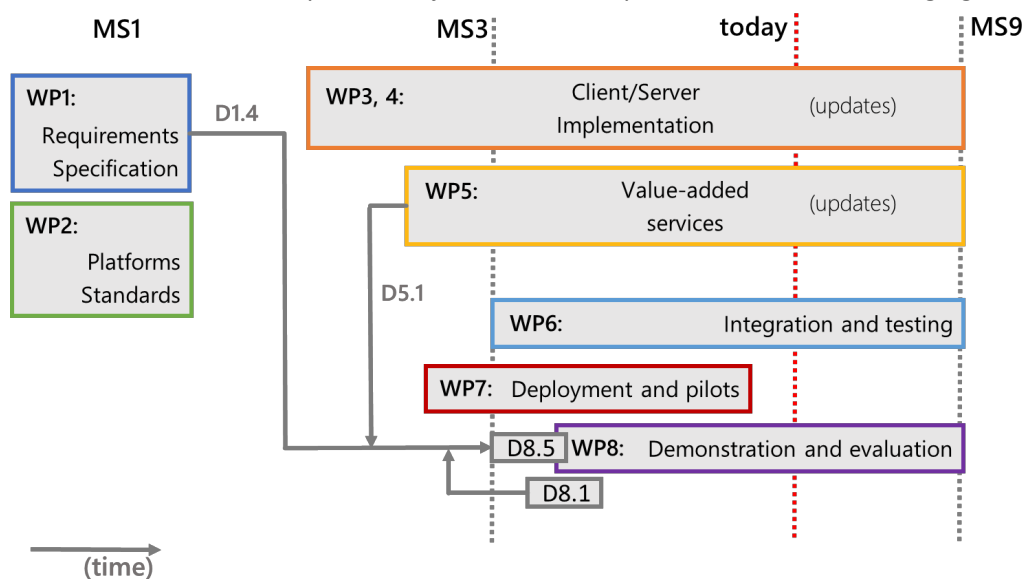 MS1
MS3
today
MS9
WP1:
Requirements
Specification
D1.4
WP3, 4:
Client/Server
Implementation
(updates)
WP5:
Value-added
services
(updates)
WP2:
Platforms
Standards
D5.1
WP6:
Integration and testing
WP7:
Deployment and pilots
D8.5
WP8:
Demonstration and evaluation
D8.1
(time)